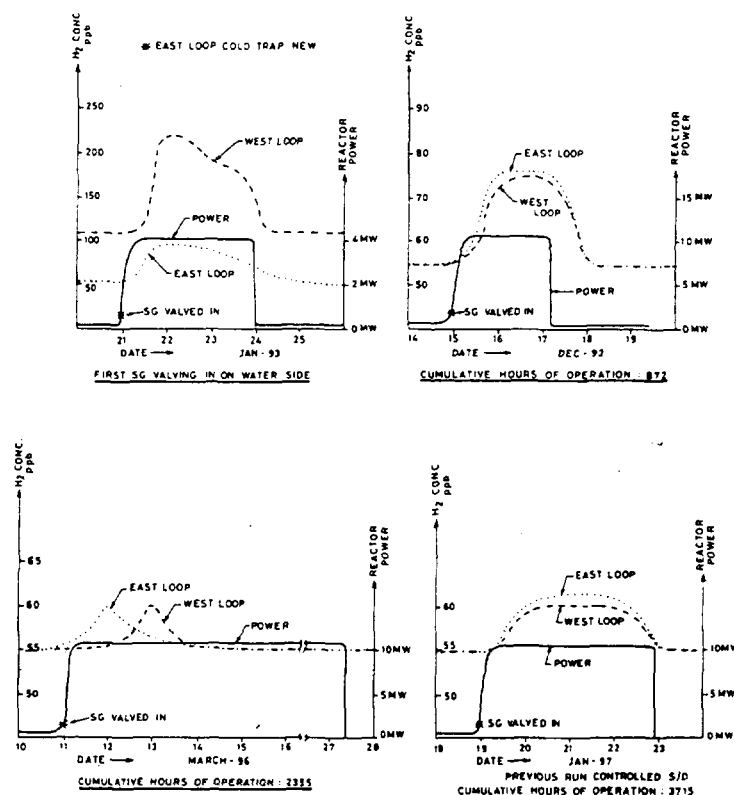 H2 CONC ppb
✱ EAST LOOP COLD TRAP NEW
250
200
150
100
50
WEST LOOP
POWER
EAST LOOP
SG VALVED IN
REACTOR POWER
4 MW
2 MW
0 MW
21 22 23 24 25
DATE → JAN-93
FIRST SG VALVING IN ON WATER SIDE
H2 CONC ppb
90
80
70
60
50
EAST LOOP
WEST LOOP
POWER
SG VALVED IN
REACTOR POWER
15 MW
10 MW
5 MW
0 MW
14 15 16 17 18 19
DATE → DEC-93
CUMULATIVE HOURS OF OPERATION : 872
H2 CONC. ppb
65
60
55
50
EAST LOOP
WEST LOOP
POWER
SG VALVED IN
REACTOR POWER
10 MW
5 MW
0 MW
10 11 12 13 14 15 16 27 28
DATE → MARCH-96
CUMULATIVE HOURS OF OPERATION : 2335
H2 CONC ppb
60
55
50
EAST LOOP
WEST LOOP
POWER
SG VALVED IN
REACTOR POWER
10 MW
5 MW
0 MW
18 19 20 21 22 23
DATE → JAN-97
PREVIOUS RUN CONTROLLED S/D
CUMULATIVE HOURS OF OPERATION : 3715